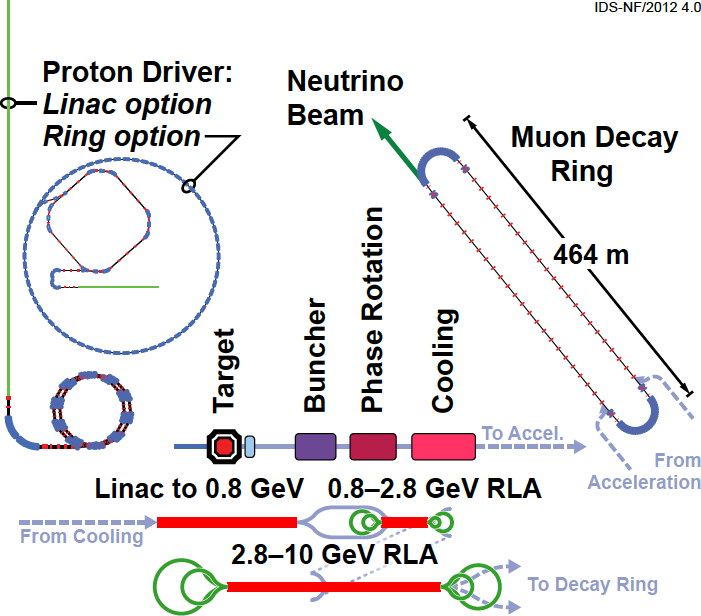 IDS-NF/2012 4.0
Proton Driver:
Linac option
Ring option
Neutrino
Beam
Muon Decay
Ring
464 m
Target
Buncher
Phase Rotation
Cooling
To Accel.
From
Acceleration
Linac to 0.8 GeV
0.8–2.8 GeV RLA
From Cooling
2.8–10 GeV RLA
To Decay Ring